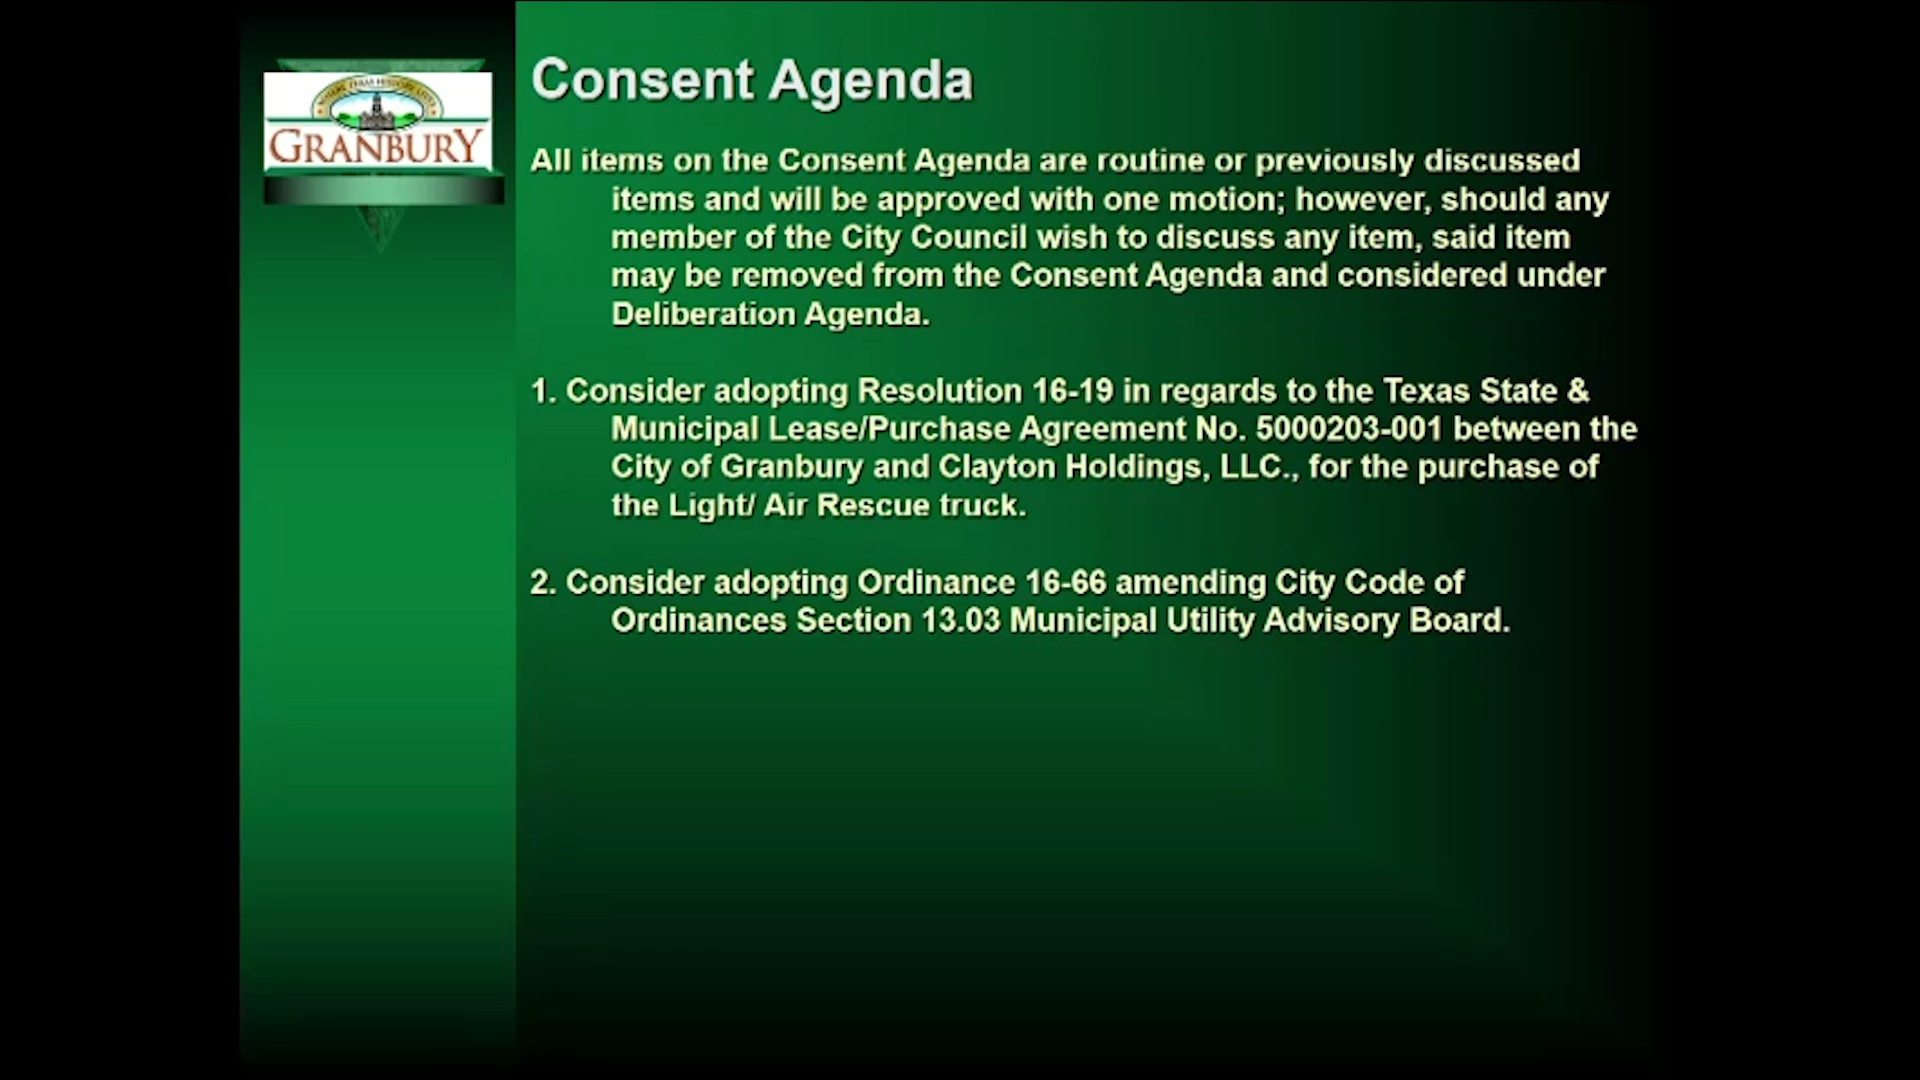 GRANBURY
Consent Agenda
All items on the Consent Agenda are routine or previously discussed
items and will be approved with one motion; however, should any
member of the City Council wish to discuss any item, said item
may be removed from the Consent Agenda and considered under
Deliberation Agenda.
1. Consider adopting Resolution 16-19 in regards to the Texas State &
Municipal Lease/Purchase Agreement No. 5000203-001 between the
City of Granbury and Clayton Holdings, LLC., for the purchase of
the Light/ Air Rescue truck.
2. Consider adopting Ordinance 16-66 amending City Code of
Ordinances Section 13.03 Municipal Utility Advisory Board.